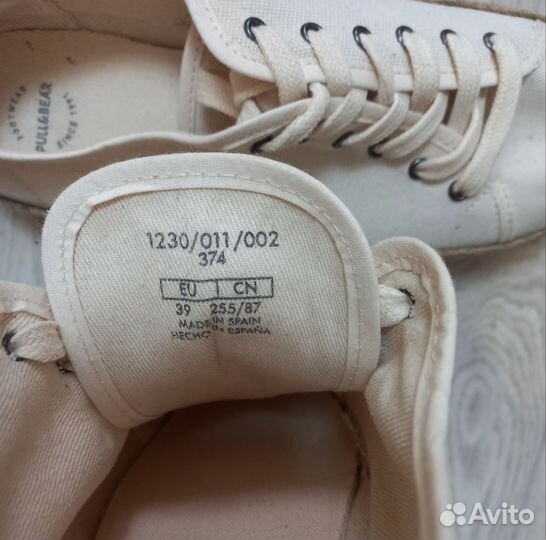 FOOTWEAR
PULL&BEAR
SINCE 1991
1230/011/002
374
EU CN
39 255/87
MADE IN SPAIN
HECHO EN ESPAÑA
Avito